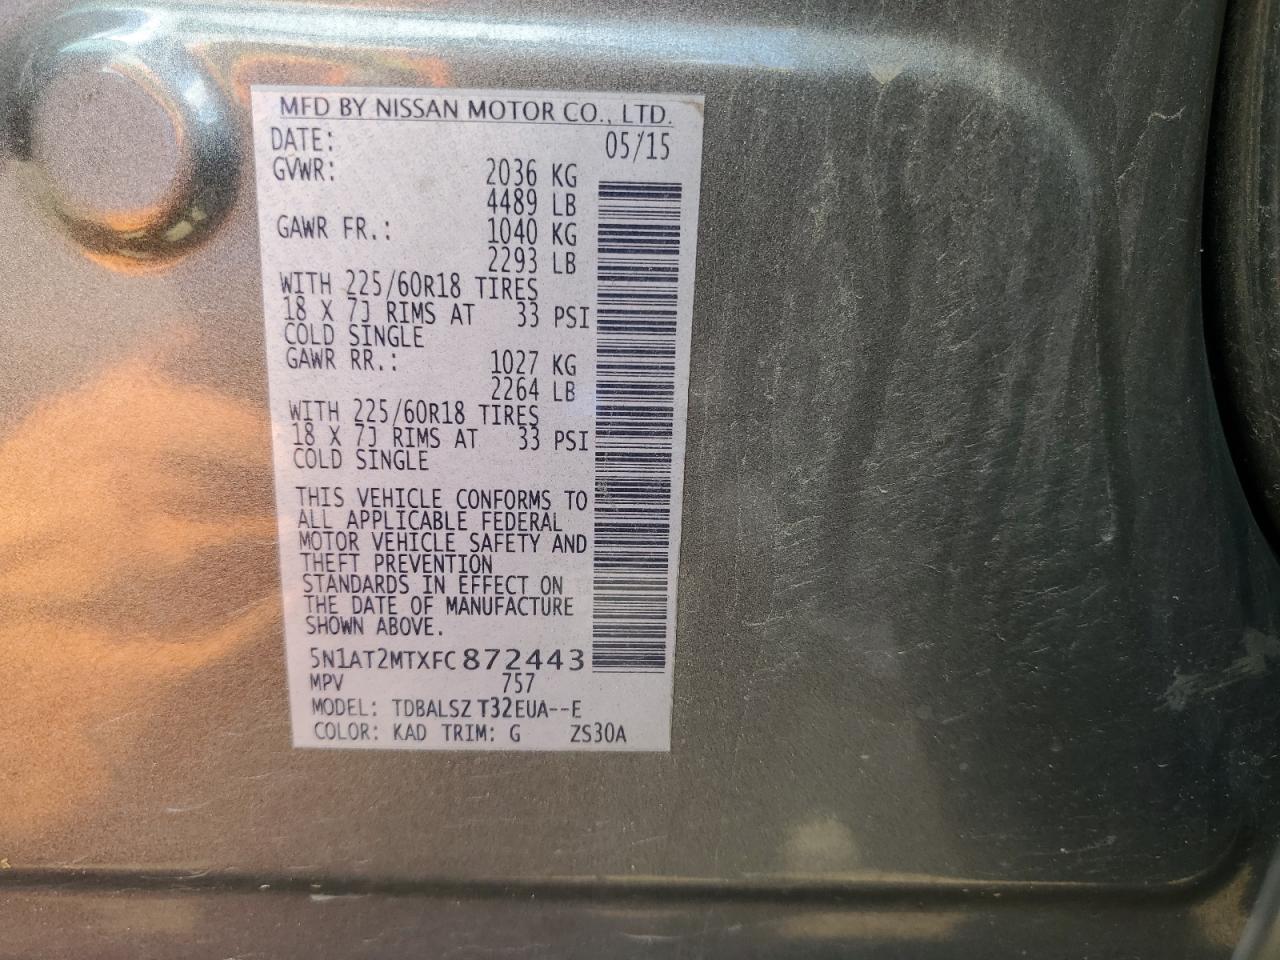 MFD BY NISSAN MOTOR CO., LTD.
DATE: 05/15
GVWR: 2036 KG
4489 LB
GAWR FR.: 1040 KG
2293 LB
WITH 225/60R18 TIRES
18 X 7J RIMS AT 33 PSI
COLD SINGLE
GAWR RR.: 1027 KG
2264 LB
WITH 225/60R18 TIRES
18 X 7J RIMS AT 33 PSI
COLD SINGLE
THIS VEHICLE CONFORMS TO
ALL APPLICABLE FEDERAL
MOTOR VEHICLE SAFETY AND
THEFT PREVENTION
STANDARDS IN EFFECT ON
THE DATE OF MANUFACTURE
SHOWN ABOVE.
5N1AT2MTXFC872443
MPV 757
MODEL: TDBALSZ T32EUA--E
COLOR: KAD TRIM: G ZS30A